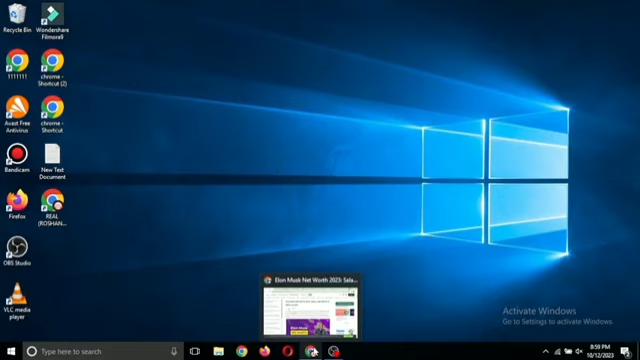 Recycle Bin
Wondershare
Filmora9
1111111
chrome -
Shortcut (2)
Avast Free
Antivirus
chrome -
Shortcut
Bandicam
New Text
Document
Firefox
REAL
(ROSHAN...
OBS Studio
VLC media
player
Elon Musk Net Worth 2023: Sala...
Elon Musk
Activate Windows
Go to Settings to activate Windows.
Type here to search
8:59 PM
10/12/2023